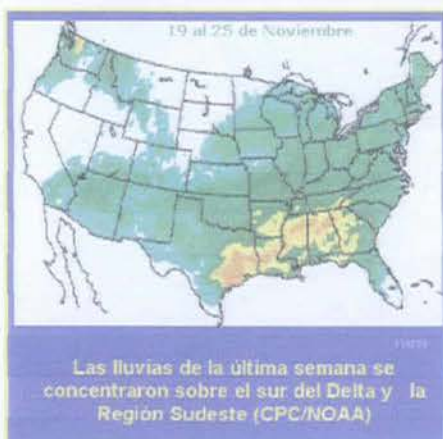 19 al 25 de Noviembre
Las lluvias de la última semana se
concentraron sobre el sur del Delta y la
Región Sudeste (CPC/NOAA)